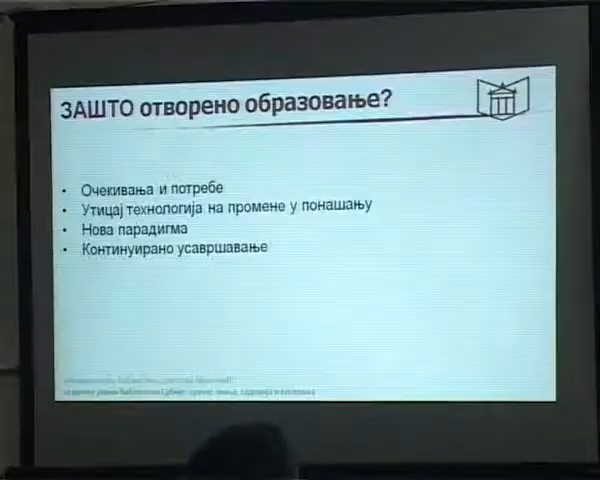 ЗАШТО отворено образовање?
• Очекивања и потребе
• Утицај технологија на промене у понашању
• Нова парадигма
• Континуирано усавршавање